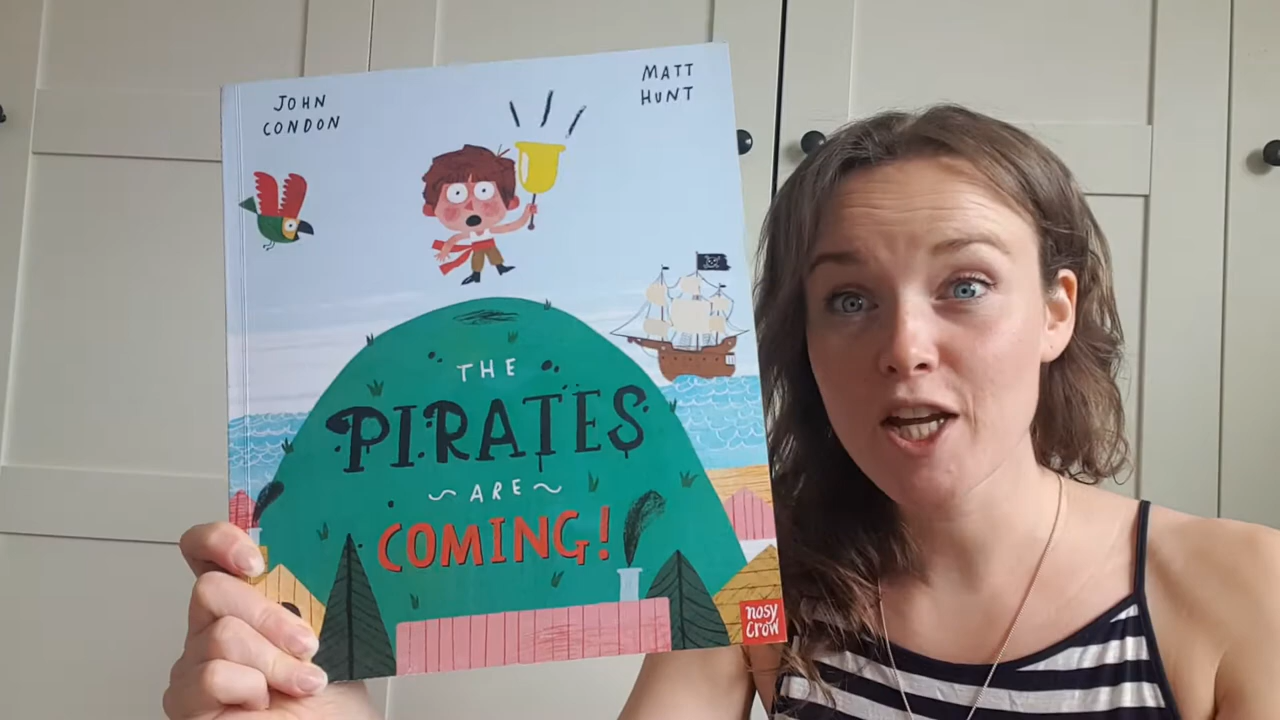 JOHN
CONDON
MATT
HUNT
THE
PIRATES
ARE
COMING!
nosy
crow